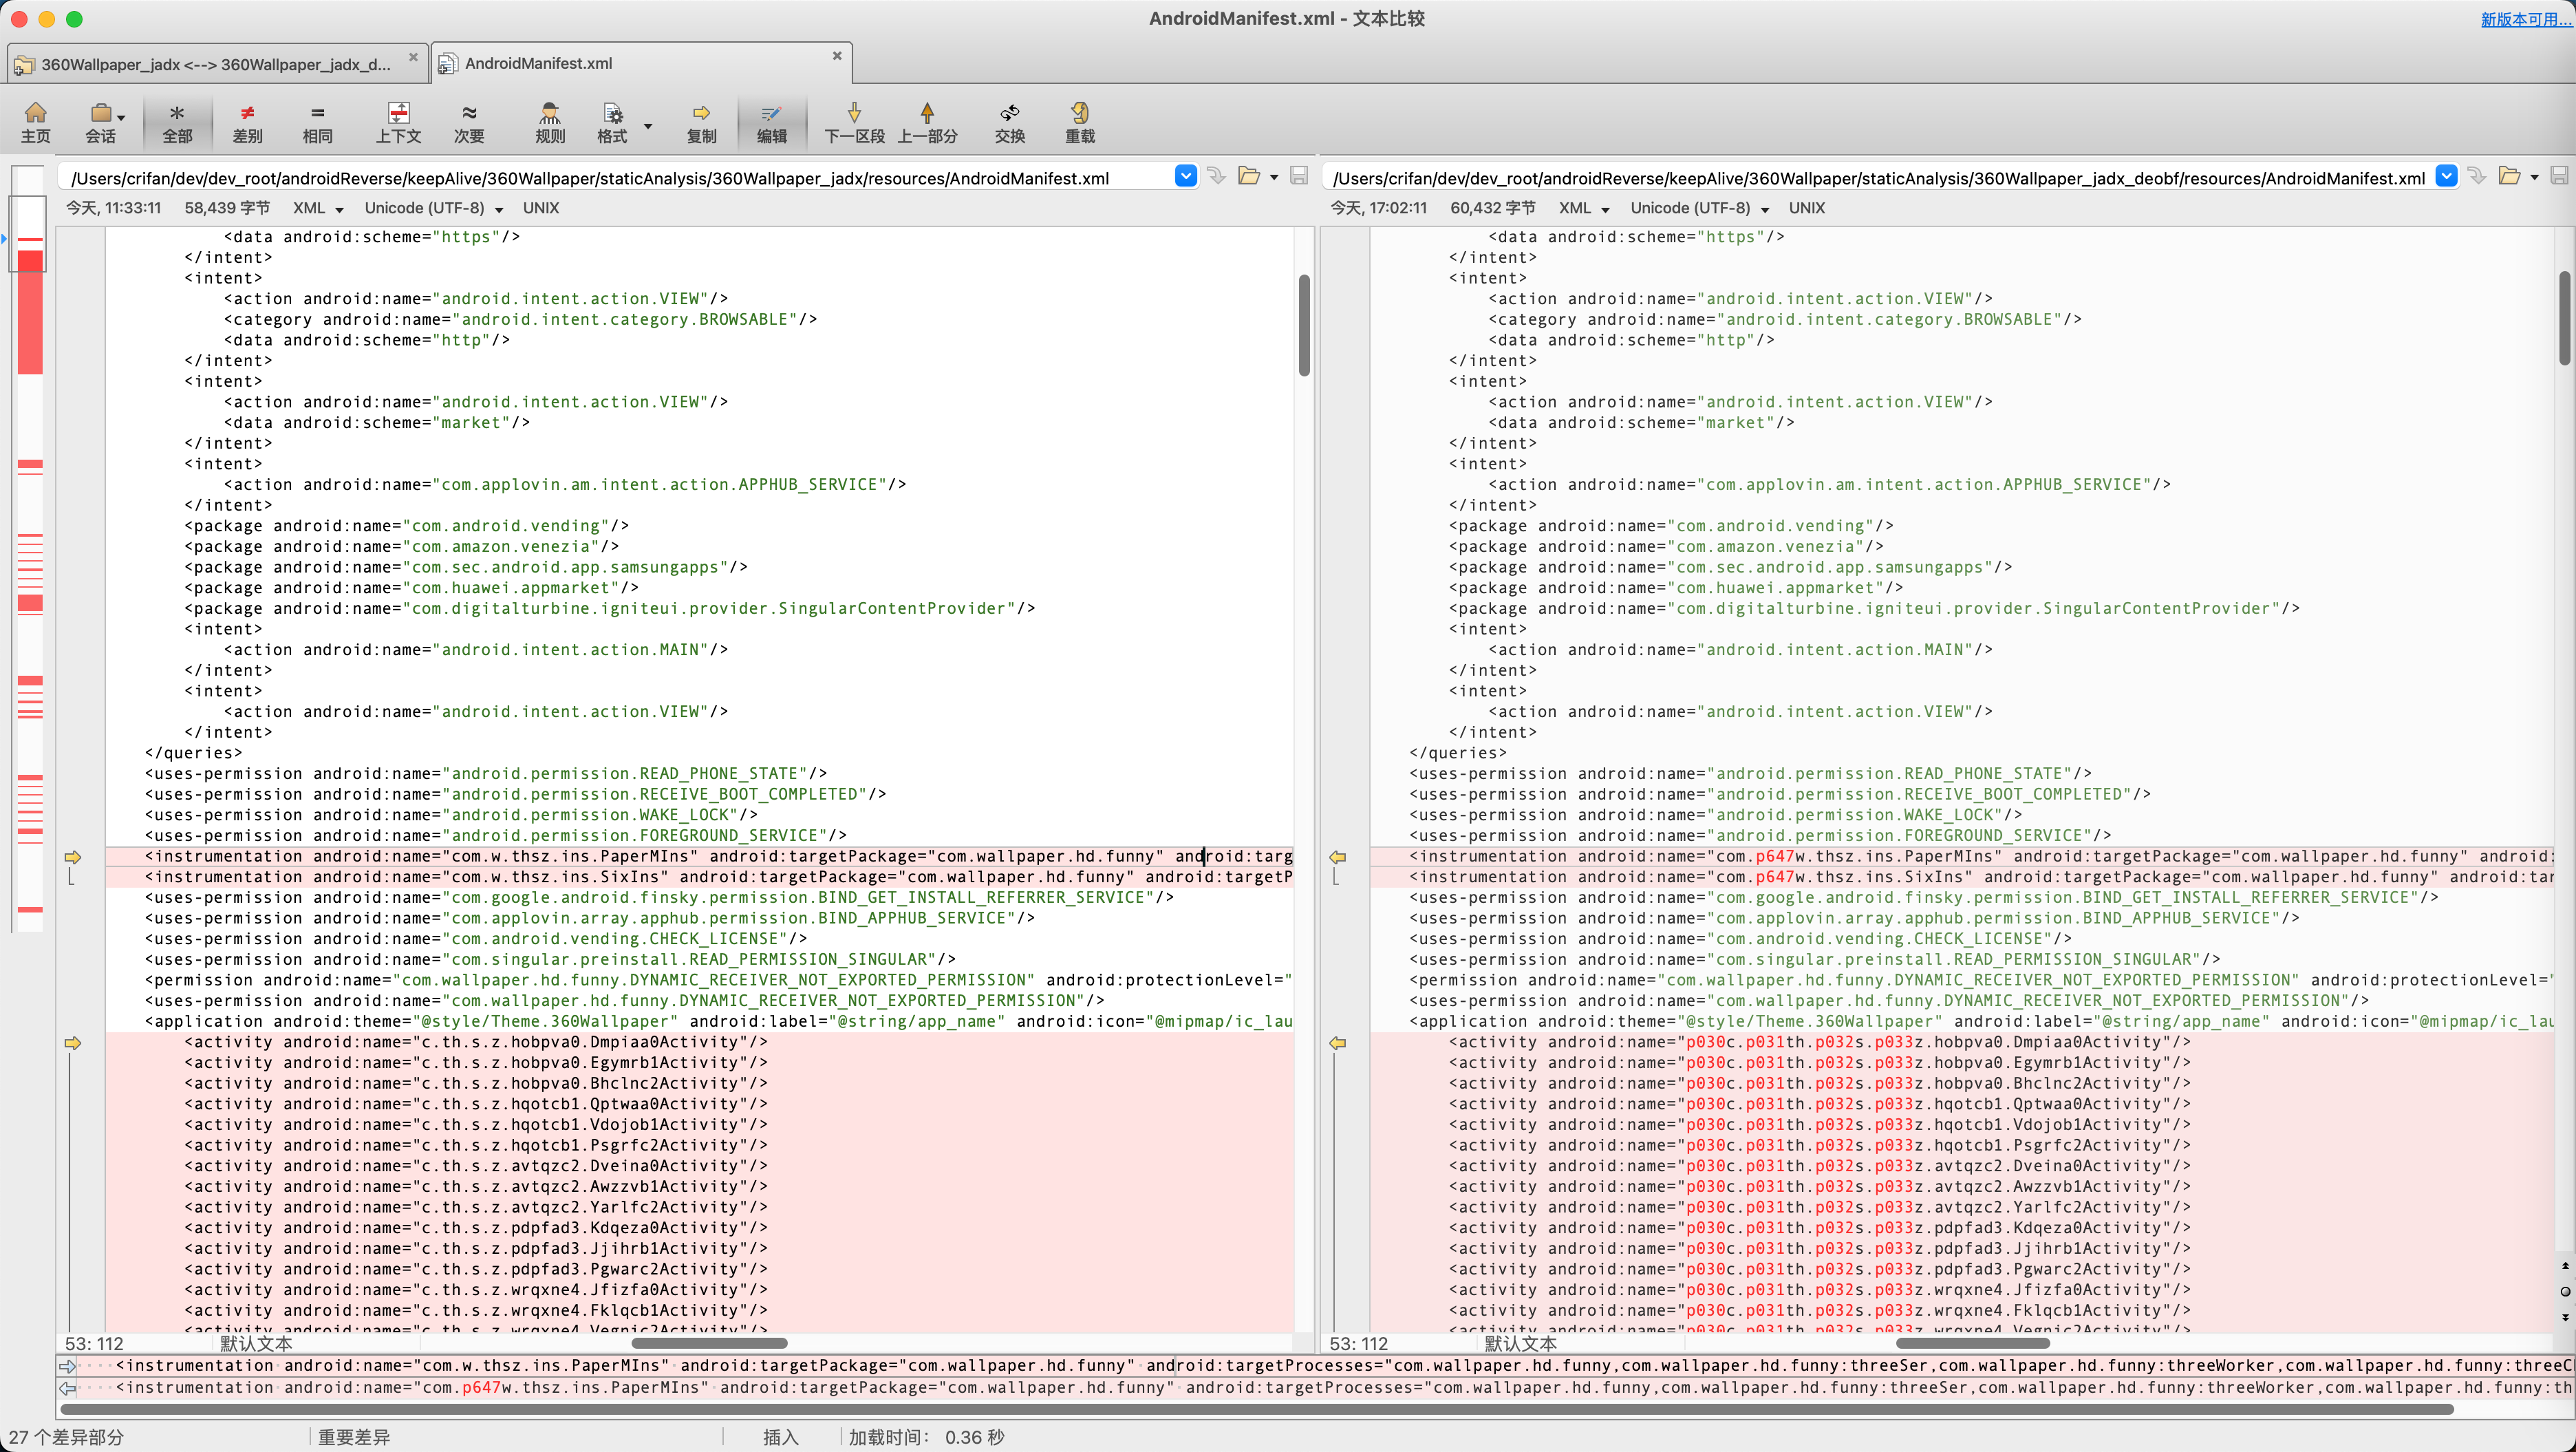 AndroidManifest.xml - 文本比较
新版本可用...
360Wallpaper_jadx <--> 360Wallpaper_jadx_d...
AndroidManifest.xml
主页 会话 * 全部 ≠ 差别 = 相同 上下文 ≈ 次要 规则 格式 复制 编辑 下一区段 上一部分 交换 重载
/Users/crifan/dev/dev_root/androidReverse/keepAlive/360Wallpaper/staticAnalysis/360Wallpaper_jadx/resources/AndroidManifest.xml
今天, 11:33:11 58,439 字节 XML Unicode (UTF-8) UNIX
<data android:scheme="https"/>
</intent>
<intent>
<action android:name="android.intent.action.VIEW"/>
<category android:name="android.intent.category.BROWSABLE"/>
<data android:scheme="http"/>
</intent>
<intent>
<action android:name="android.intent.action.VIEW"/>
<data android:scheme="market"/>
</intent>
<intent>
<action android:name="com.applovin.am.intent.action.APPHUB_SERVICE"/>
</intent>
<package android:name="com.android.vending"/>
<package android:name="com.amazon.venezia"/>
<package android:name="com.sec.android.app.samsungapps"/>
<package android:name="com.huawei.appmarket"/>
<package android:name="com.digitalturbine.igniteui.provider.SingularContentProvider"/>
<intent>
<action android:name="android.intent.action.MAIN"/>
</intent>
<intent>
<action android:name="android.intent.action.VIEW"/>
</intent>
</queries>
<uses-permission android:name="android.permission.READ_PHONE_STATE"/>
<uses-permission android:name="android.permission.RECEIVE_BOOT_COMPLETED"/>
<uses-permission android:name="android.permission.WAKE_LOCK"/>
<uses-permission android:name="android.permission.FOREGROUND_SERVICE"/>
<instrumentation android:name="com.w.thsz.ins.PaperMIns" android:targetPackage="com.wallpaper.hd.funny" android:targ
<instrumentation android:name="com.w.thsz.ins.SixIns" android:targetPackage="com.wallpaper.hd.funny" android:targetP
<uses-permission android:name="com.google.android.finsky.permission.BIND_GET_INSTALL_REFERRER_SERVICE"/>
<uses-permission android:name="com.applovin.array.apphub.permission.BIND_APPHUB_SERVICE"/>
<uses-permission android:name="com.android.vending.CHECK_LICENSE"/>
<uses-permission android:name="com.singular.preinstall.READ_PERMISSION_SINGULAR"/>
<permission android:name="com.wallpaper.hd.funny.DYNAMIC_RECEIVER_NOT_EXPORTED_PERMISSION" android:protectionLevel="
<uses-permission android:name="com.wallpaper.hd.funny.DYNAMIC_RECEIVER_NOT_EXPORTED_PERMISSION"/>
<application android:theme="@style/Theme.360Wallpaper" android:label="@string/app_name" android:icon="@mipmap/ic_lau
<activity android:name="c.th.s.z.hobpva0.Dmpiaa0Activity"/>
<activity android:name="c.th.s.z.hobpva0.Egymrb1Activity"/>
<activity android:name="c.th.s.z.hobpva0.Bhclnc2Activity"/>
<activity android:name="c.th.s.z.hqotcb1.Qptwaa0Activity"/>
<activity android:name="c.th.s.z.hqotcb1.Vdojob1Activity"/>
<activity android:name="c.th.s.z.hqotcb1.Psgrfc2Activity"/>
<activity android:name="c.th.s.z.avtqzc2.Dveina0Activity"/>
<activity android:name="c.th.s.z.avtqzc2.Awzzvb1Activity"/>
<activity android:name="c.th.s.z.avtqzc2.Yarlfc2Activity"/>
<activity android:name="c.th.s.z.pdpfad3.Kdqeza0Activity"/>
<activity android:name="c.th.s.z.pdpfad3.Jjihrb1Activity"/>
<activity android:name="c.th.s.z.pdpfad3.Pgwarc2Activity"/>
<activity android:name="c.th.s.z.wrqxne4.Jfizfa0Activity"/>
<activity android:name="c.th.s.z.wrqxne4.Fklqcb1Activity"/>
53: 112 默认文本
/Users/crifan/dev/dev_root/androidReverse/keepAlive/360Wallpaper/staticAnalysis/360Wallpaper_jadx_deobf/resources/AndroidManifest.xml
今天, 17:02:11 60,432 字节 XML Unicode (UTF-8) UNIX
<data android:scheme="https"/>
</intent>
<intent>
<action android:name="android.intent.action.VIEW"/>
<category android:name="android.intent.category.BROWSABLE"/>
<data android:scheme="http"/>
</intent>
<intent>
<action android:name="android.intent.action.VIEW"/>
<data android:scheme="market"/>
</intent>
<intent>
<action android:name="com.applovin.am.intent.action.APPHUB_SERVICE"/>
</intent>
<package android:name="com.android.vending"/>
<package android:name="com.amazon.venezia"/>
<package android:name="com.sec.android.app.samsungapps"/>
<package android:name="com.huawei.appmarket"/>
<package android:name="com.digitalturbine.igniteui.provider.SingularContentProvider"/>
<intent>
<action android:name="android.intent.action.MAIN"/>
</intent>
<intent>
<action android:name="android.intent.action.VIEW"/>
</intent>
</queries>
<uses-permission android:name="android.permission.READ_PHONE_STATE"/>
<uses-permission android:name="android.permission.RECEIVE_BOOT_COMPLETED"/>
<uses-permission android:name="android.permission.WAKE_LOCK"/>
<uses-permission android:name="android.permission.FOREGROUND_SERVICE"/>
<instrumentation android:name="com.p647w.thsz.ins.PaperMIns" android:targetPackage="com.wallpaper.hd.funny" android:
<instrumentation android:name="com.p647w.thsz.ins.SixIns" android:targetPackage="com.wallpaper.hd.funny" android:tar
<uses-permission android:name="com.google.android.finsky.permission.BIND_GET_INSTALL_REFERRER_SERVICE"/>
<uses-permission android:name="com.applovin.array.apphub.permission.BIND_APPHUB_SERVICE"/>
<uses-permission android:name="com.android.vending.CHECK_LICENSE"/>
<uses-permission android:name="com.singular.preinstall.READ_PERMISSION_SINGULAR"/>
<permission android:name="com.wallpaper.hd.funny.DYNAMIC_RECEIVER_NOT_EXPORTED_PERMISSION" android:protectionLevel="
<uses-permission android:name="com.wallpaper.hd.funny.DYNAMIC_RECEIVER_NOT_EXPORTED_PERMISSION"/>
<application android:theme="@style/Theme.360Wallpaper" android:label="@string/app_name" android:icon="@mipmap/ic_lau
<activity android:name="p030c.p031th.p032s.p033z.hobpva0.Dmpiaa0Activity"/>
<activity android:name="p030c.p031th.p032s.p033z.hobpva0.Egymrb1Activity"/>
<activity android:name="p030c.p031th.p032s.p033z.hobpva0.Bhclnc2Activity"/>
<activity android:name="p030c.p031th.p032s.p033z.hqotcb1.Qptwaa0Activity"/>
<activity android:name="p030c.p031th.p032s.p033z.hqotcb1.Vdojob1Activity"/>
<activity android:name="p030c.p031th.p032s.p033z.hqotcb1.Psgrfc2Activity"/>
<activity android:name="p030c.p031th.p032s.p033z.avtqzc2.Dveina0Activity"/>
<activity android:name="p030c.p031th.p032s.p033z.avtqzc2.Awzzvb1Activity"/>
<activity android:name="p030c.p031th.p032s.p033z.avtqzc2.Yarlfc2Activity"/>
<activity android:name="p030c.p031th.p032s.p033z.pdpfad3.Kdqeza0Activity"/>
<activity android:name="p030c.p031th.p032s.p033z.pdpfad3.Jjihrb1Activity"/>
<activity android:name="p030c.p031th.p032s.p033z.pdpfad3.Pgwarc2Activity"/>
<activity android:name="p030c.p031th.p032s.p033z.wrqxne4.Jfizfa0Activity"/>
<activity android:name="p030c.p031th.p032s.p033z.wrqxne4.Fklqcb1Activity"/>
53: 112 默认文本
<instrumentation android:name="com.w.thsz.ins.PaperMIns" android:targetPackage="com.wallpaper.hd.funny" android:targetProcesses="com.wallpaper.hd.funny,com.wallpaper.hd.funny:threeSer,com.wallpaper.hd.funny:threeWorker,com.wallpaper.hd.funny:threeC
<instrumentation android:name="com.p647w.thsz.ins.PaperMIns" android:targetPackage="com.wallpaper.hd.funny" android:targetProcesses="com.wallpaper.hd.funny,com.wallpaper.hd.funny:threeSer,com.wallpaper.hd.funny:threeWorker,com.wallpaper.hd.funny:th
27 个差异部分 重要差异 插入 加载时间： 0.36 秒